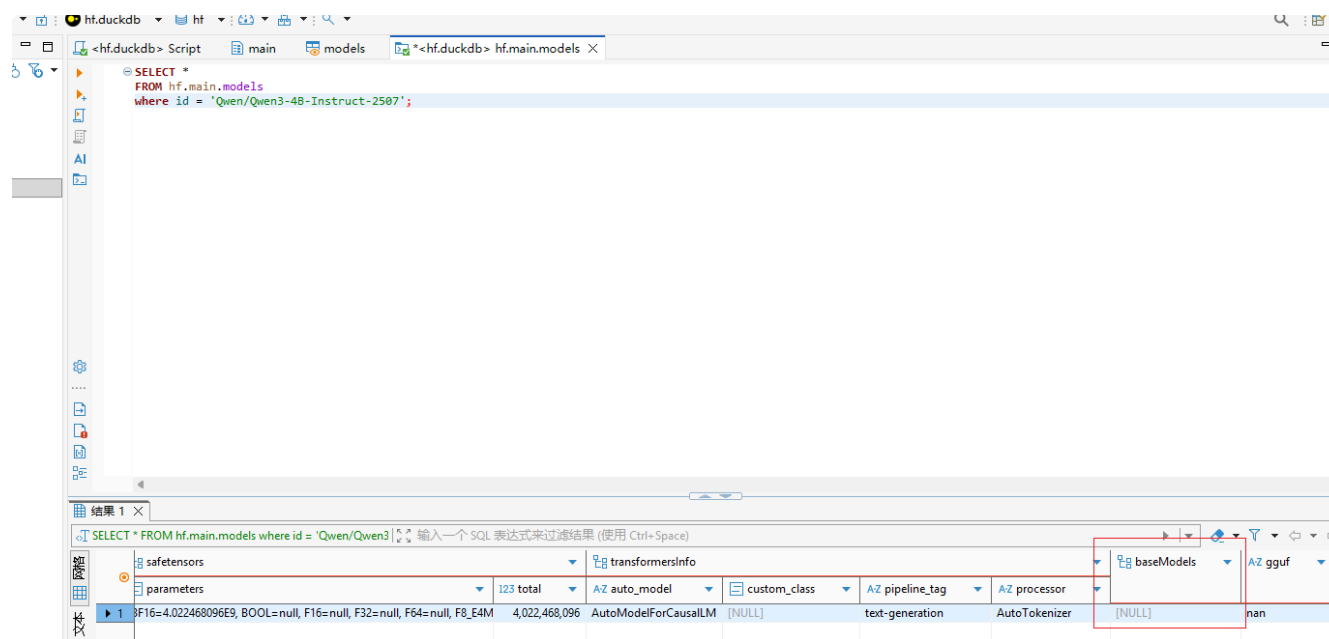 hf.duckdb hf
<hf.duckdb> Script main models *<hf.duckdb> hf.main.models
SELECT *
FROM hf.main.models
where id = 'Qwen/Qwen3-4B-Instruct-2507';
AI
结果 1
SELECT * FROM hf.main.models where id = 'Qwen/Qwen3 输入一个 SQL 表达式来过滤结果 (使用 Ctrl+Space)
safetensors transformersInfo baseModels A-Z gguf
parameters 123 total A-Z auto_model custom_class A-Z pipeline_tag A-Z processor
1 BF16=4.022468096E9, BOOL=null, F16=null, F32=null, F64=null, F8_E4M 4,022,468,096 AutoModelForCausalLM [NULL] text-generation AutoTokenizer [NULL] nan